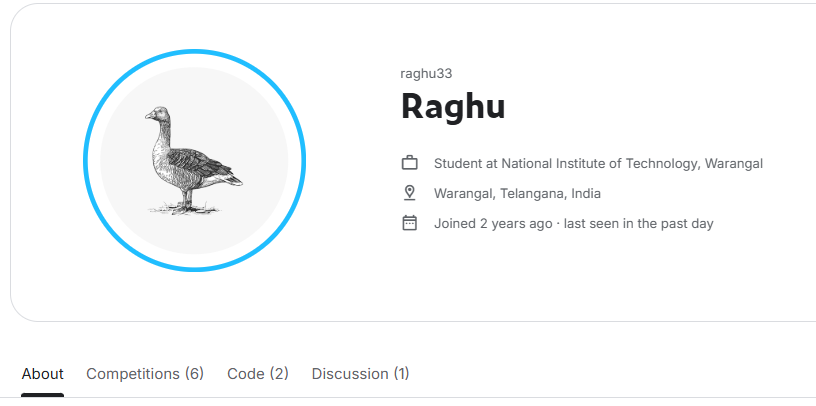 raghu33
Raghu
Student at National Institute of Technology, Warangal
Warangal, Telangana, India
Joined 2 years ago · last seen in the past day
About Competitions (6) Code (2) Discussion (1)